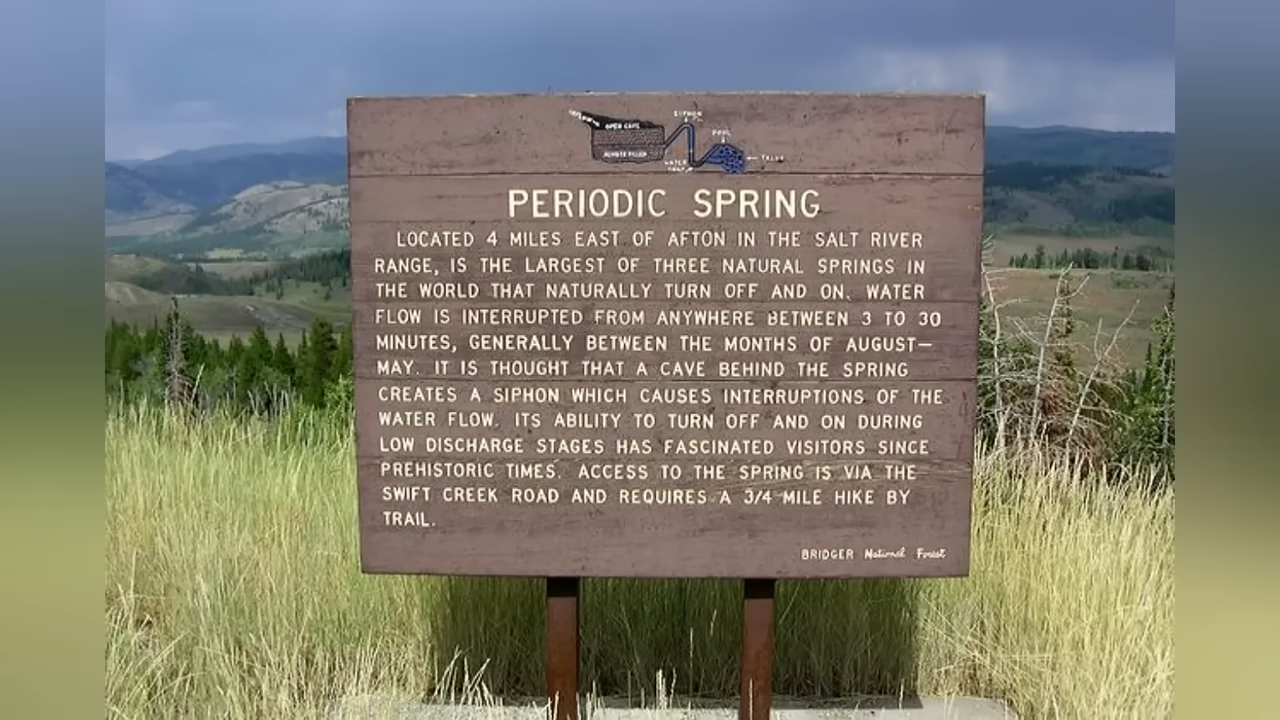 SIPHON
OPEN CAVE
POOL
WATER
TALUS
PERIODIC SPRING
LOCATED 4 MILES EAST OF AFTON IN THE SALT RIVER
RANGE, IS THE LARGEST OF THREE NATURAL SPRINGS IN
THE WORLD THAT NATURALLY TURN OFF AND ON. WATER
FLOW IS INTERRUPTED FROM ANYWHERE BETWEEN 3 TO 30
MINUTES, GENERALLY BETWEEN THE MONTHS OF AUGUST—
MAY. IT IS THOUGHT THAT A CAVE BEHIND THE SPRING
CREATES A SIPHON WHICH CAUSES INTERRUPTIONS OF THE
WATER FLOW. ITS ABILITY TO TURN OFF AND ON DURING
LOW DISCHARGE STAGES HAS FASCINATED VISITORS SINCE
PREHISTORIC TIMES. ACCESS TO THE SPRING IS VIA THE
SWIFT CREEK ROAD AND REQUIRES A 3/4 MILE HIKE BY
TRAIL.
BRIDGER National Forest